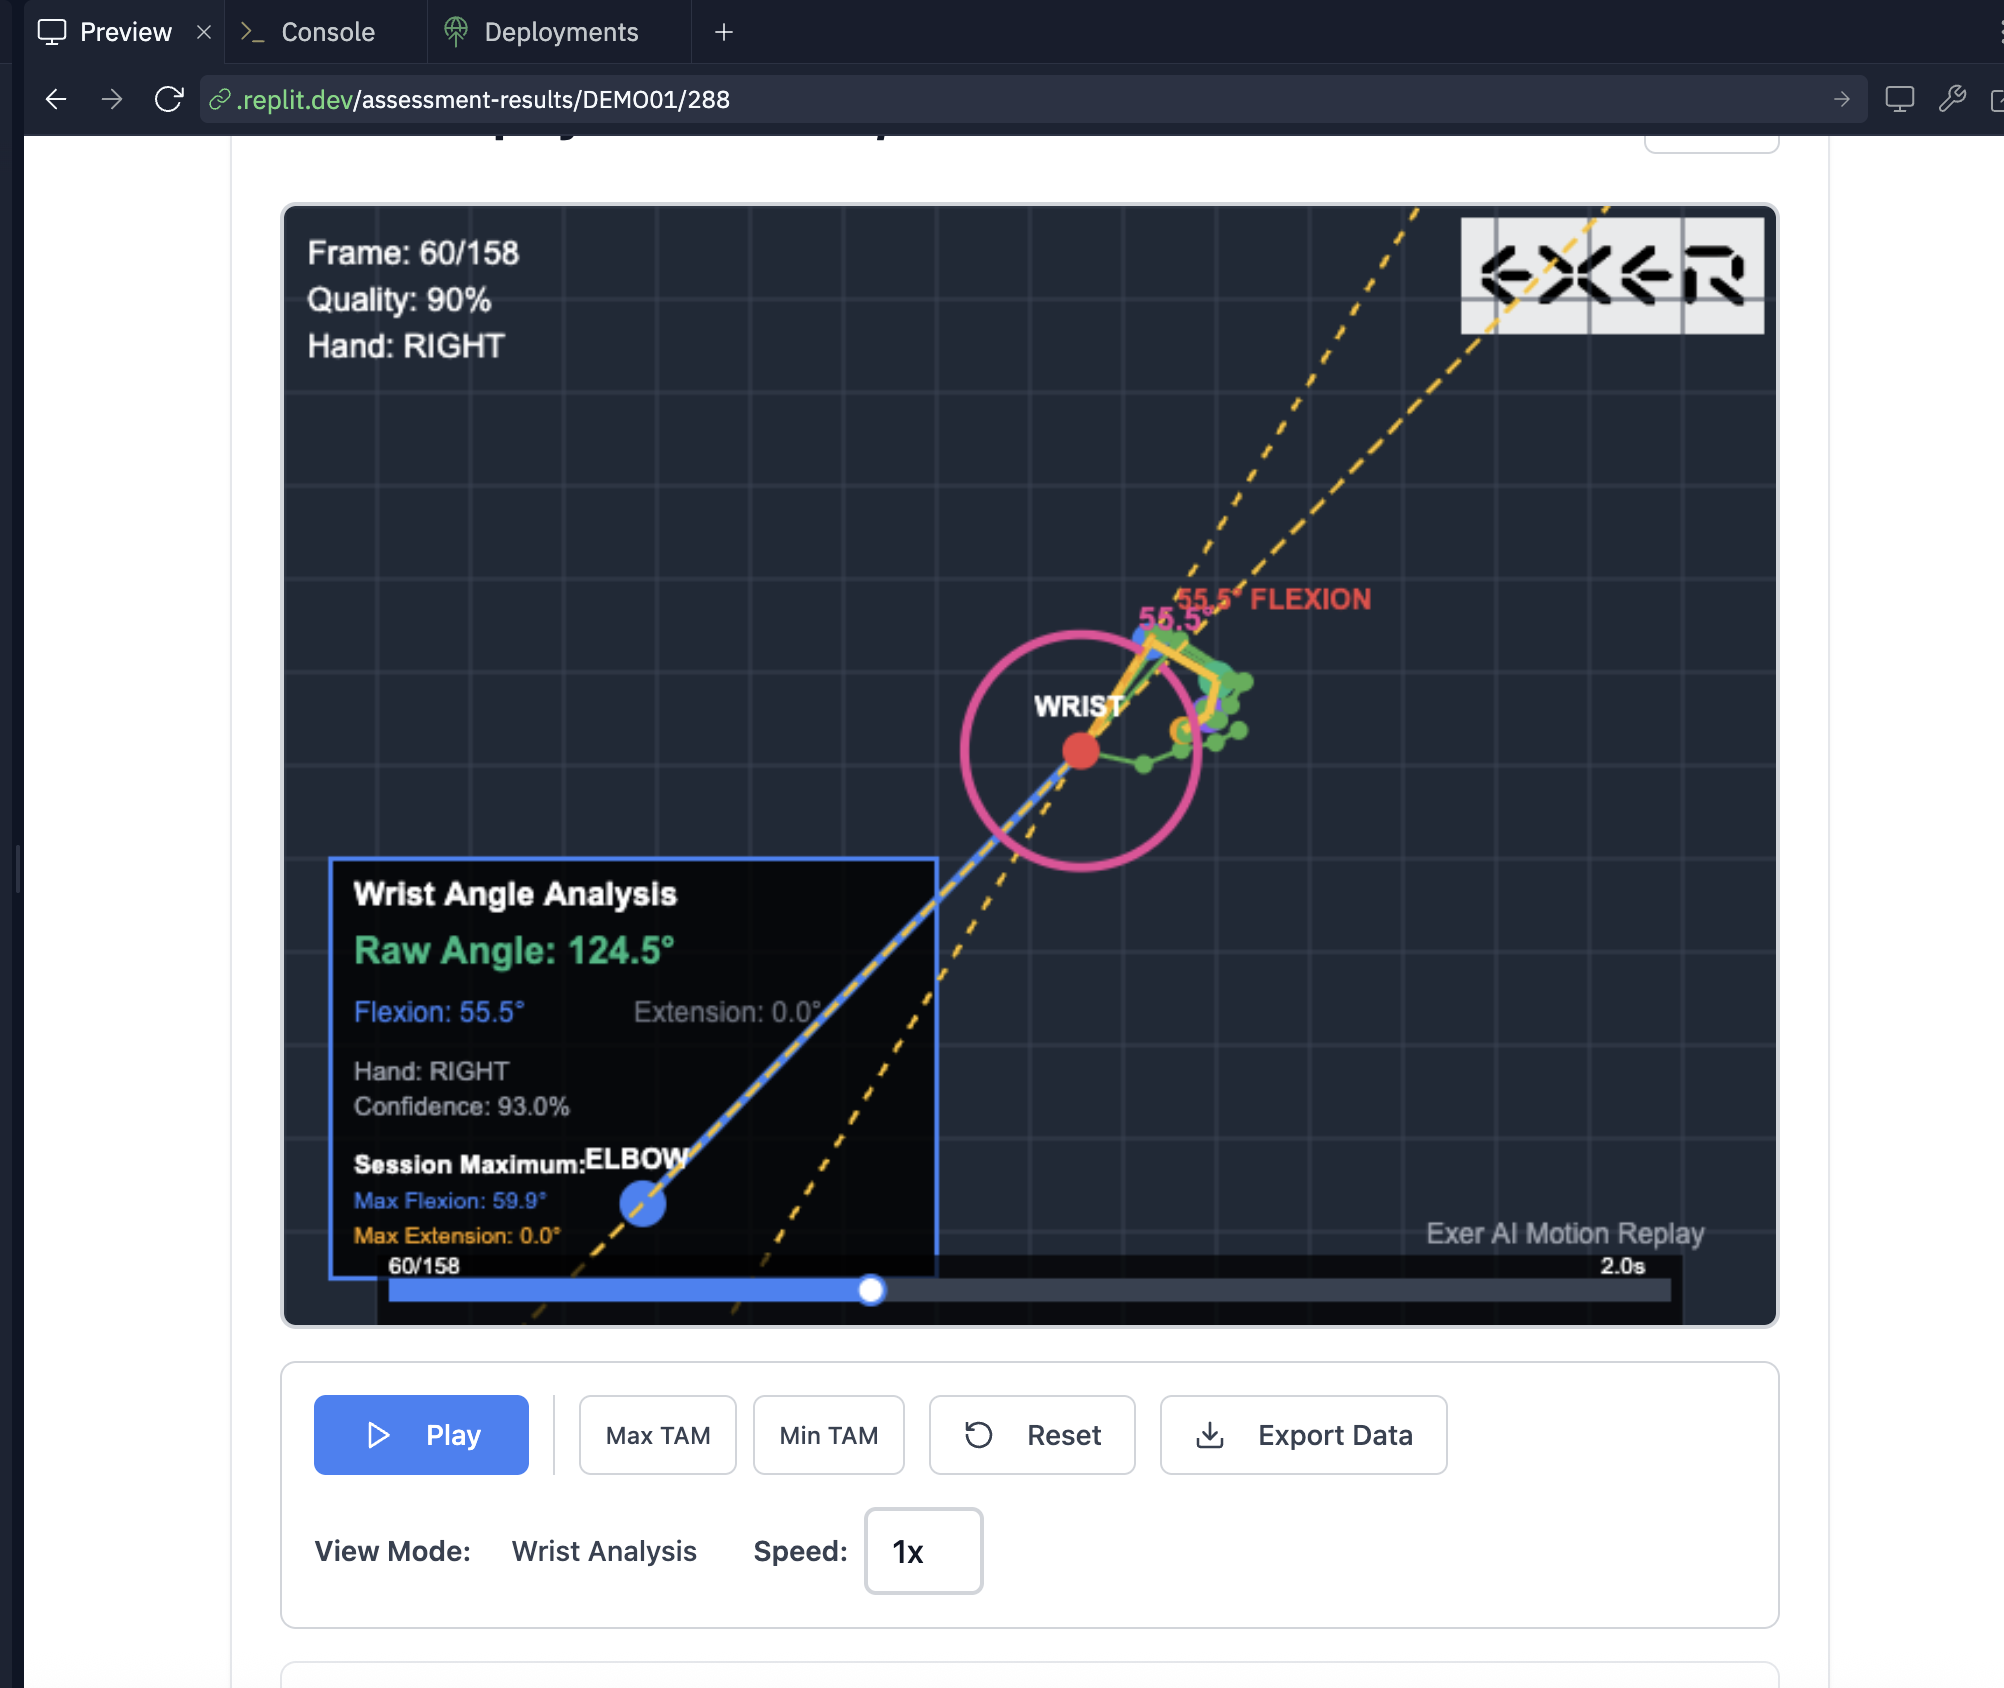 Preview
Console
Deployments
.replit.dev/assessment-results/DEMO01/288
Frame: 60/158
Quality: 90%
Hand: RIGHT
EXER
55.5° FLEXION
55.5°
WRIST
Wrist Angle Analysis
Raw Angle: 124.5°
Flexion: 55.5° Extension: 0.0°
Hand: RIGHT
Confidence: 93.0%
Session Maximum:
ELBOW
Max Flexion: 59.9°
Max Extension: 0.0°
Exer AI Motion Replay
60/158 2.0s
Play Max TAM Min TAM Reset Export Data
View Mode: Wrist Analysis Speed: 1x